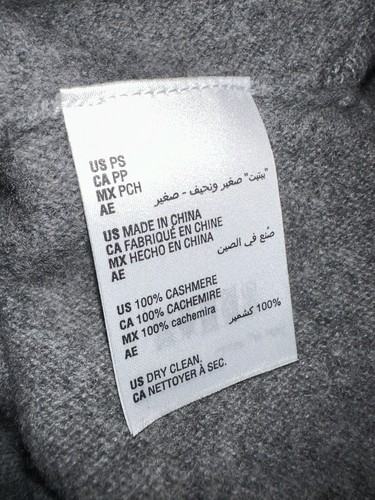 US PS
CA PP
MX PCH
AE "بيتيت" صغير ونحيف - صغير
US MADE IN CHINA
CA FABRIQUÉ EN CHINE
MX HECHO EN CHINA
AE صُنع في الصين
US 100% CASHMERE
CA 100% CACHEMIRE
MX 100% cachemira
AE 100% كشمير
US DRY CLEAN.
CA NETTOYER À SEC.